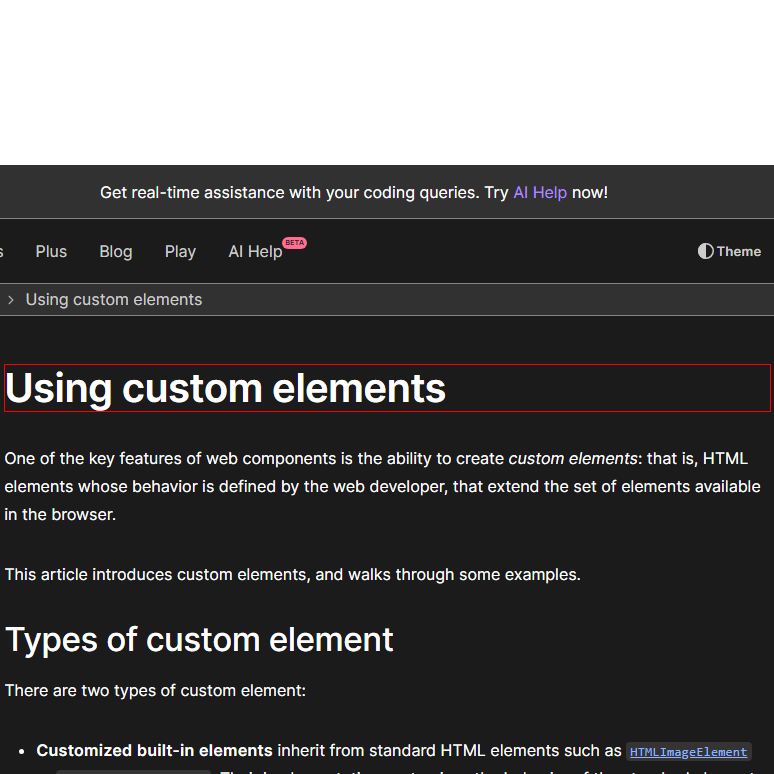 Get real-time assistance with your coding queries. Try AI Help now!
Plus Blog Play AI Help BETA Theme
Using custom elements
Using custom elements
One of the key features of web components is the ability to create custom elements: that is, HTML
elements whose behavior is defined by the web developer, that extend the set of elements available
in the browser.
This article introduces custom elements, and walks through some examples.
Types of custom element
There are two types of custom element:
• Customized built-in elements inherit from standard HTML elements such as HTMLImageElement